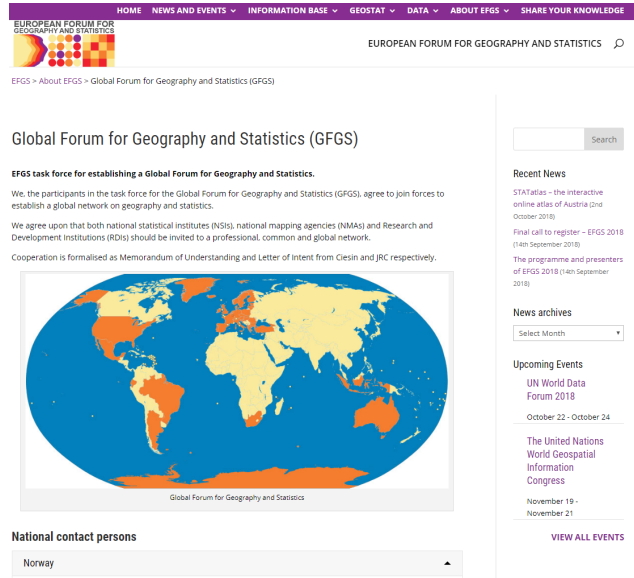 HOME NEWS AND EVENTS INFORMATION BASE GEOSTAT DATA ABOUT EFGS SHARE YOUR KNOWLEDGE
EUROPEAN FORUM FOR
GEOGRAPHY AND STATISTICS
EUROPEAN FORUM FOR GEOGRAPHY AND STATISTICS
EFGS > About EFGS > Global Forum for Geography and Statistics (GFGS)
Global Forum for Geography and Statistics (GFGS)
EFGS task force for establishing a Global Forum for Geography and Statistics.
We, the participants in the task force for the Global Forum for Geography and Statistics (GFGS), agree to join forces to
establish a global network on geography and statistics.
We agree upon that both national statistical institutes (NSIs), national mapping agencies (NMAs) and Research and
Development Institutions (RDIs) should be invited to a professional, common and global network.
Cooperation is formalised as Memorandum of Understanding and Letter of Intent from Ciesin and JRC respectively.
Global Forum for Geography and Statistics
National contact persons
Norway
Search
Recent News
STATatlas – the interactive
online atlas of Austria (2nd
October 2018)
Final call to register – EFGS 2018
(14th September 2018)
The programme and presenters
of EFGS 2018 (14th September
2018)
News archives
Select Month
Upcoming Events
UN World Data
Forum 2018
October 22 - October 24
The United Nations
World Geospatial
Information
Congress
November 19 -
November 21
VIEW ALL EVENTS